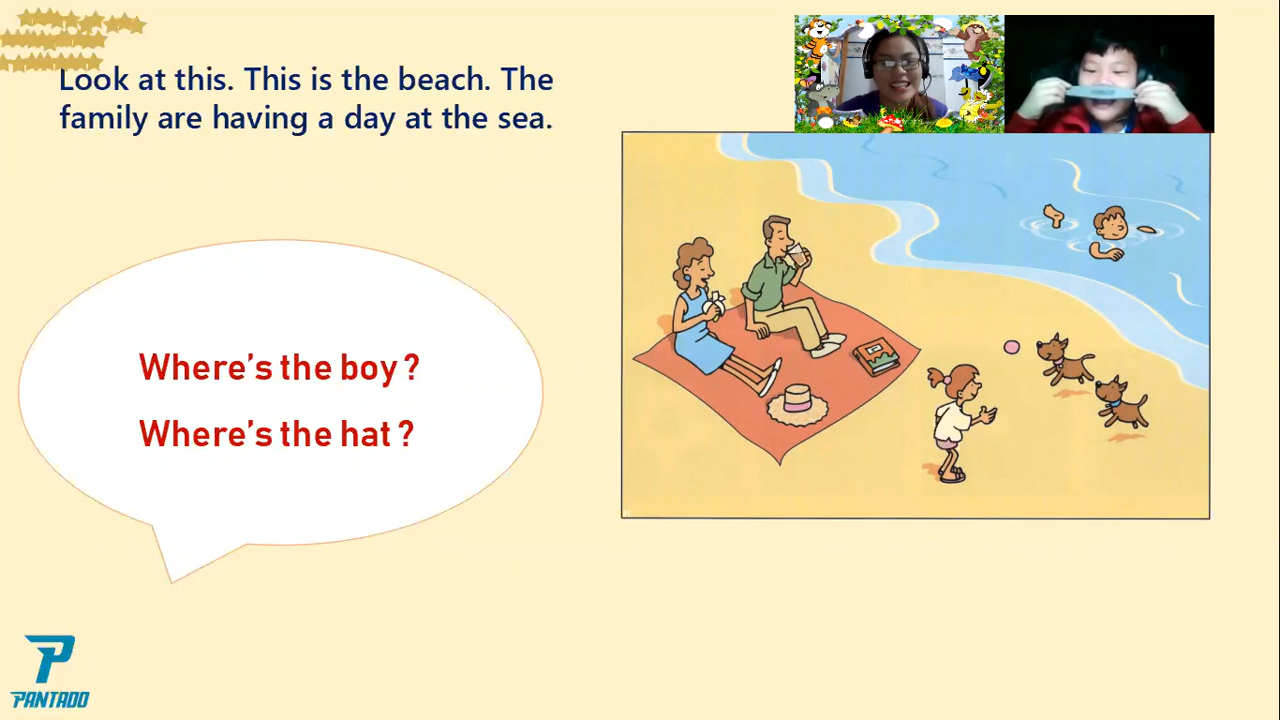 Look at this. This is the beach. The
family are having a day at the sea.
Where's the boy ?
Where's the hat ?
PANTADO